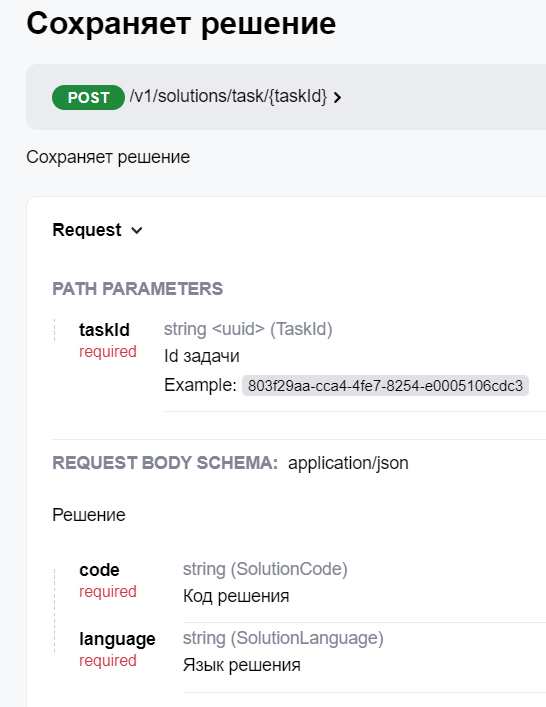 Сохраняет решение
POST /v1/solutions/task/{taskId}
Сохраняет решение
Request
PATH PARAMETERS
taskId string <uuid> (TaskId)
required Id задачи
Example: 803f29aa-cca4-4fe7-8254-e0005106cdc3
REQUEST BODY SCHEMA: application/json
Решение
code string (SolutionCode)
required Код решения
language string (SolutionLanguage)
required Язык решения